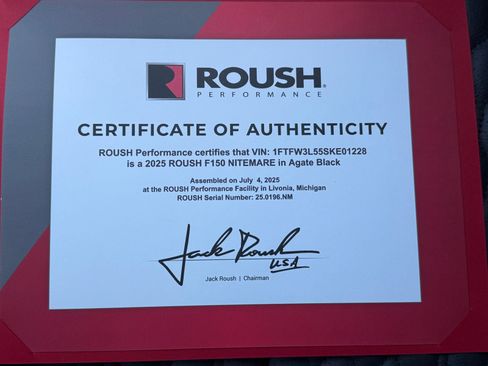 ROUSH®
PERFORMANCE
CERTIFICATE OF AUTHENTICITY
ROUSH Performance certifies that VIN: 1FTFW3L55SKE01228
is a 2025 ROUSH F150 NITEMARE in Agate Black
Assembled on July 4, 2025
at the ROUSH Performance Facility in Livonia, Michigan
ROUSH Serial Number: 25.0196.NM
Jack Roush
USA
Jack Roush | Chairman